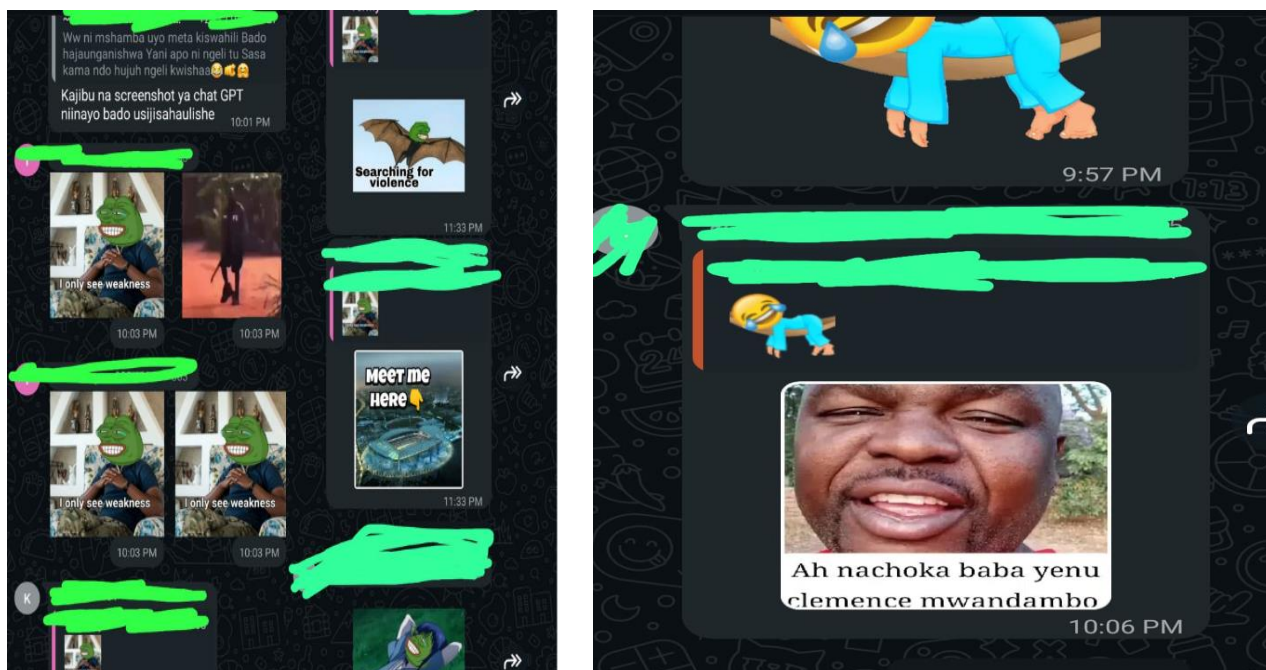 Ww ni mshamba uyo meta kiswahili Bado
hajaunganishwa Yani apo ni ngeli tu Sasa
kama ndo hujuh ngeli kwishaa😂🤜🤗
Kajibu na screenshot ya chat GPT
niinayo bado usijisahaulishe
10:01 PM
I only see weakness
10:03 PM
10:03 PM
I only see weakness
I only see weakness
10:03 PM
10:03 PM
K
Searching for
violence
11:33 PM
MEET ME
HERE👇
11:33 PM
9:57 PM
Ah nachoka baba yenu
clemence mwandambo
10:06 PM